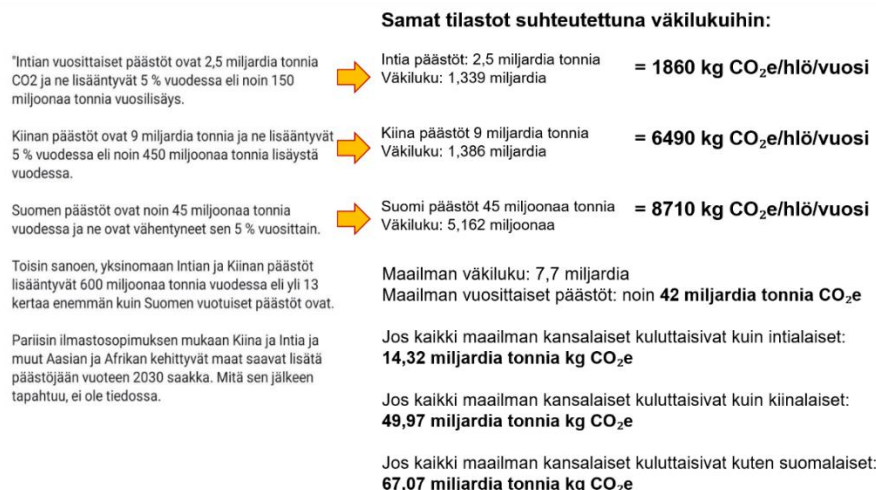 Samat tilastot suhteutettuna väkilukuihin:
"Intian vuosittaiset päästöt ovat 2,5 miljardia tonnia
CO2 ja ne lisääntyvät 5 % vuodessa eli noin 150
miljoonaa tonnia vuosilisäys.
Intia päästöt: 2,5 miljardia tonnia
Väkiluku: 1,339 miljardia
= 1860 kg CO₂e/hlö/vuosi
Kiinan päästöt ovat 9 miljardia tonnia ja ne lisääntyvät
5 % vuodessa eli noin 450 miljoonaa tonnia lisäystä
vuodessa.
Kiina päästöt 9 miljardia tonnia
Väkiluku: 1,386 miljardia
= 6490 kg CO₂e/hlö/vuosi
Suomen päästöt ovat noin 45 miljoonaa tonnia
vuodessa ja ne ovat vähentyneet sen 5 % vuosittain.
Suomi päästöt 45 miljoonaa tonnia
Väkiluku: 5,162 miljoonaa
= 8710 kg CO₂e/hlö/vuosi
Toisin sanoen, yksinomaan Intian ja Kiinan päästöt
lisääntyvät 600 miljoonaa tonnia vuodessa eli yli 13
kertaa enemmän kuin Suomen vuotuiset päästöt ovat.
Pariisin ilmastosopimuksen mukaan Kiina ja Intia ja
muut Aasian ja Afrikan kehittyvät maat saavat lisätä
päästöjään vuoteen 2030 saakka. Mitä sen jälkeen
tapahtuu, ei ole tiedossa.
Maailman väkiluku: 7,7 miljardia
Maailman vuosittaiset päästöt: noin 42 miljardia tonnia CO₂e
Jos kaikki maailman kansalaiset kuluttaisivat kuin intialaiset:
14,32 miljardia tonnia kg CO₂e
Jos kaikki maailman kansalaiset kuluttaisivat kuin kiinalaiset:
49,97 miljardia tonnia kg CO₂e
Jos kaikki maailman kansalaiset kuluttaisivat kuten suomalaiset:
67,07 miljardia tonnia kg CO₂e